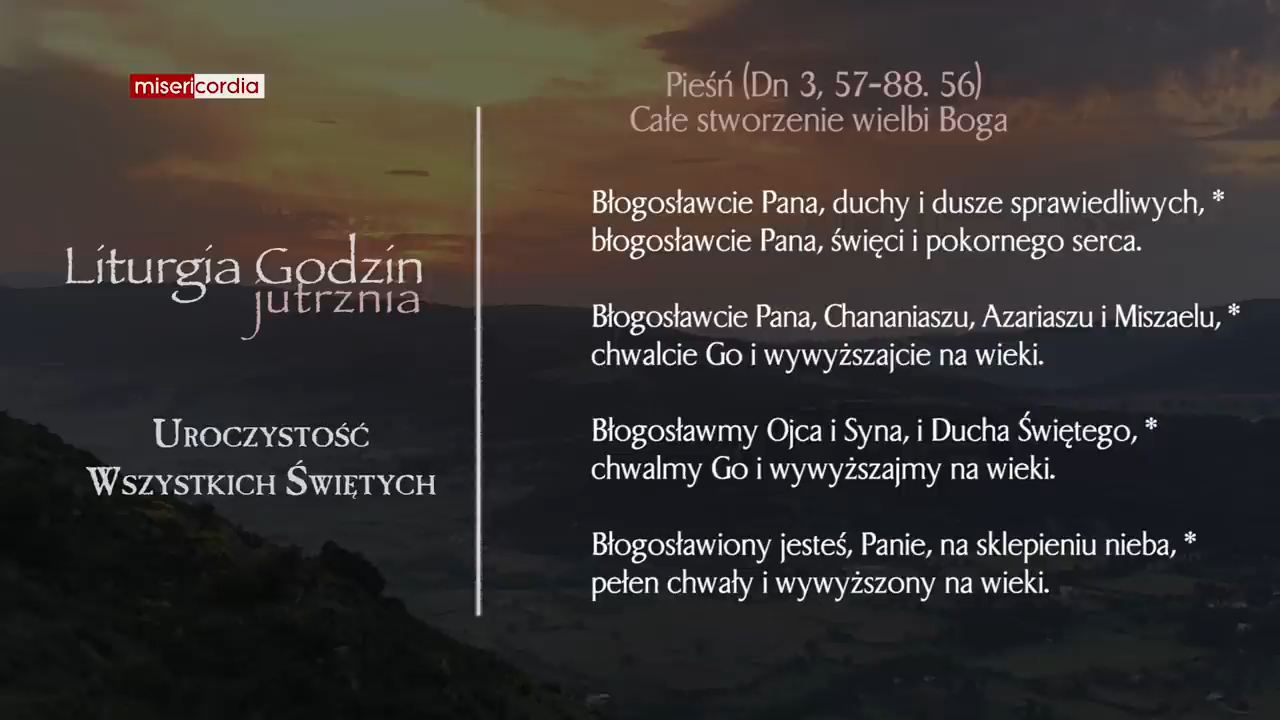 misericordia
Pieśń (Dn 3, 57-88. 56)
Całe stworzenie wielbi Boga
Liturgia Godzin
jutrznia
Uroczystość
Wszystkich Świętych
Błogosławcie Pana, duchy i dusze sprawiedliwych, *
błogosławcie Pana, święci i pokornego serca.
Błogosławcie Pana, Chananiaszu, Azariaszu i Miszaelu, *
chwalcie Go i wywyższajcie na wieki.
Błogosławmy Ojca i Syna, i Ducha Świętego, *
chwalmy Go i wywyższajmy na wieki.
Błogosławiony jesteś, Panie, na sklepieniu nieba, *
pełen chwały i wywyższony na wieki.